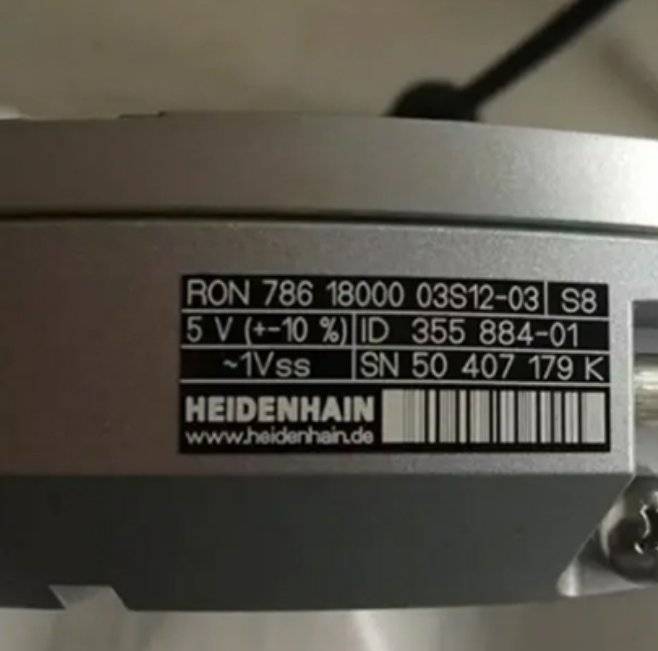 RON 786 18000 03S12-03 S8
5 V (+-10 %) ID 355 884-01
~1Vss SN 50 407 179 K
HEIDENHAIN
www.heidenhain.de